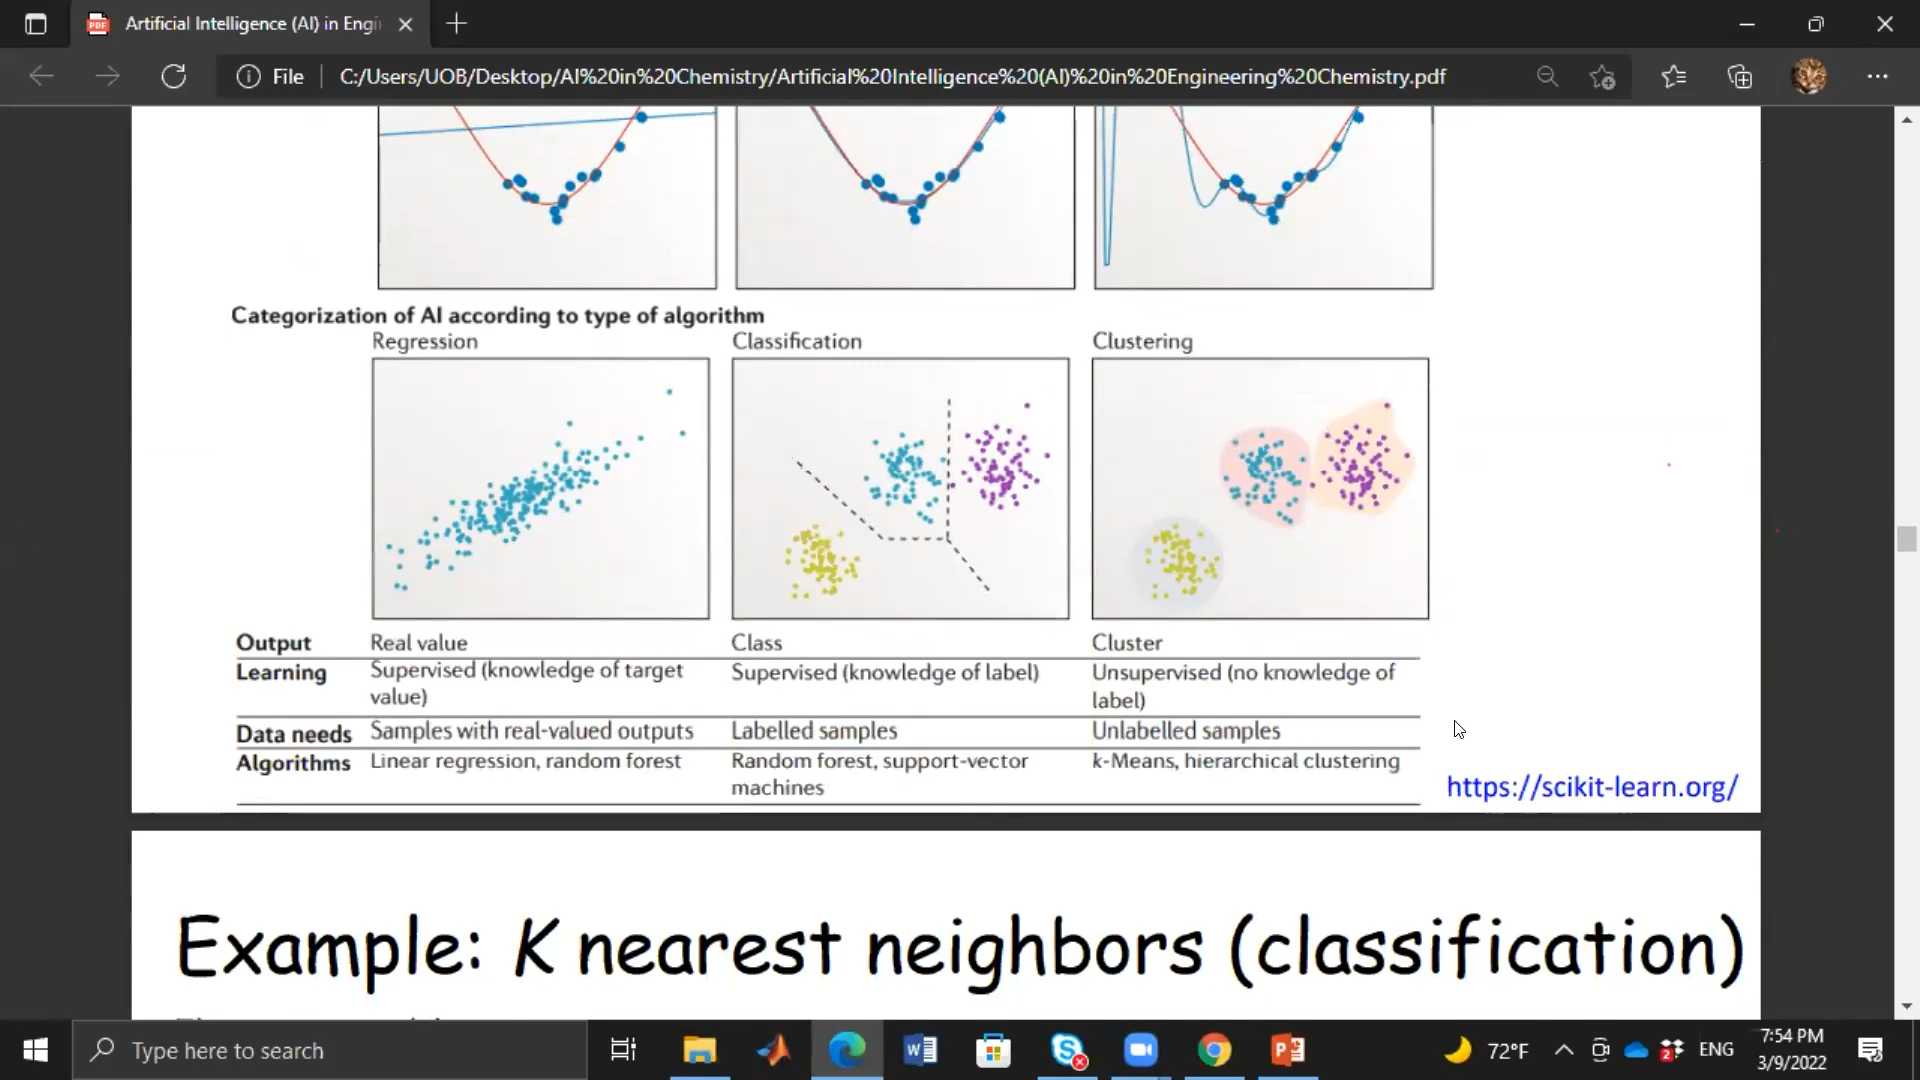 Artificial Intelligence (AI) in Engi
File
C:/Users/UOB/Desktop/AI%20in%20Chemistry/Artificial%20Intelligence%20(AI)%20in%20Engineering%20Chemistry.pdf
Categorization of AI according to type of algorithm
Regression Classification Clustering
Output Real value Class Cluster
Learning Supervised (knowledge of target value) Supervised (knowledge of label) Unsupervised (no knowledge of label)
Data needs Samples with real-valued outputs Labelled samples Unlabelled samples
Algorithms Linear regression, random forest Random forest, support-vector machines k-Means, hierarchical clustering
https://scikit-learn.org/
Example: K nearest neighbors (classification)
Type here to search
72°F
ENG
7:54 PM
3/9/2022